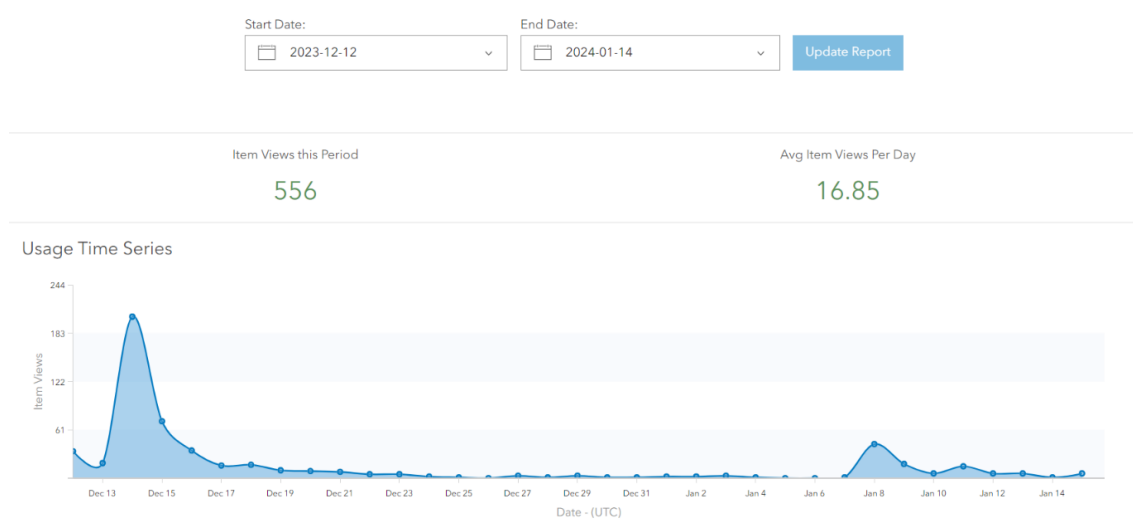 Start Date: End Date:
2023-12-12 2024-01-14 Update Report
Item Views this Period Avg Item Views Per Day
556 16.85
Usage Time Series
244
183
122
61
Item Views
Dec 13 Dec 15 Dec 17 Dec 19 Dec 21 Dec 23 Dec 25 Dec 27 Dec 29 Dec 31 Jan 2 Jan 4 Jan 6 Jan 8 Jan 10 Jan 12 Jan 14
Date - (UTC)